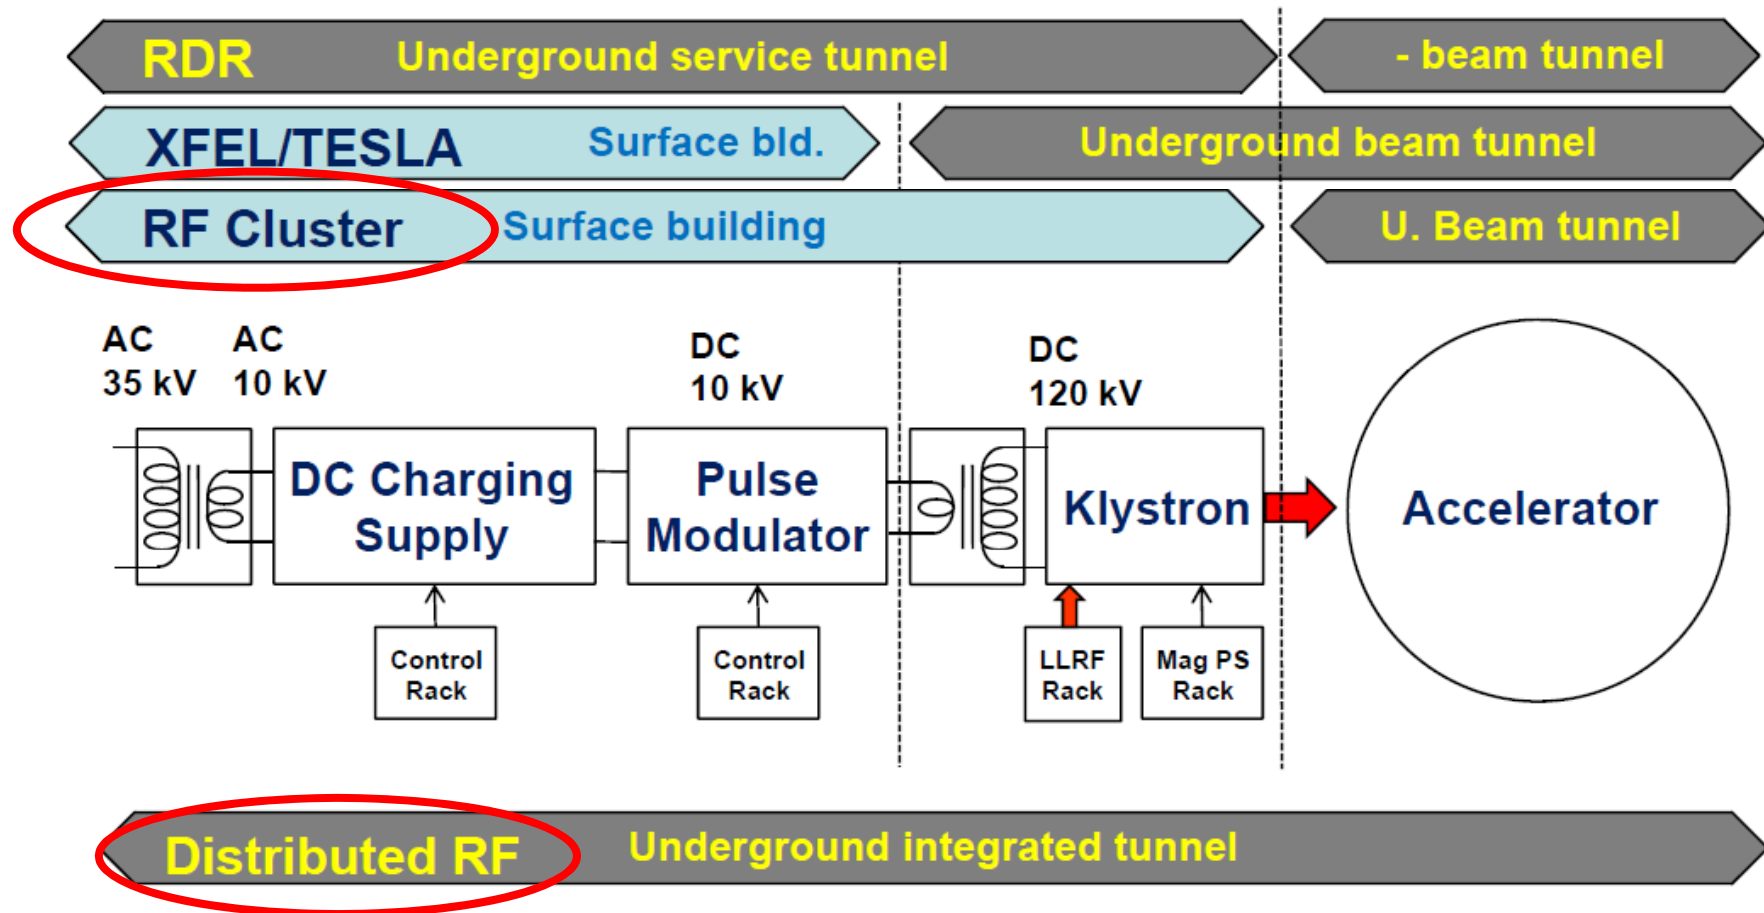 RDR Underground service tunnel - beam tunnel
XFEL/TESLA Surface bld. Underground beam tunnel
RF Cluster Surface building U. Beam tunnel
AC AC DC DC
35 kV 10 kV 10 kV 120 kV
DC Charging
Supply
Pulse
Modulator
Klystron
Accelerator
Control
Rack
Control
Rack
LLRF
Rack
Mag PS
Rack
Distributed RF Underground integrated tunnel